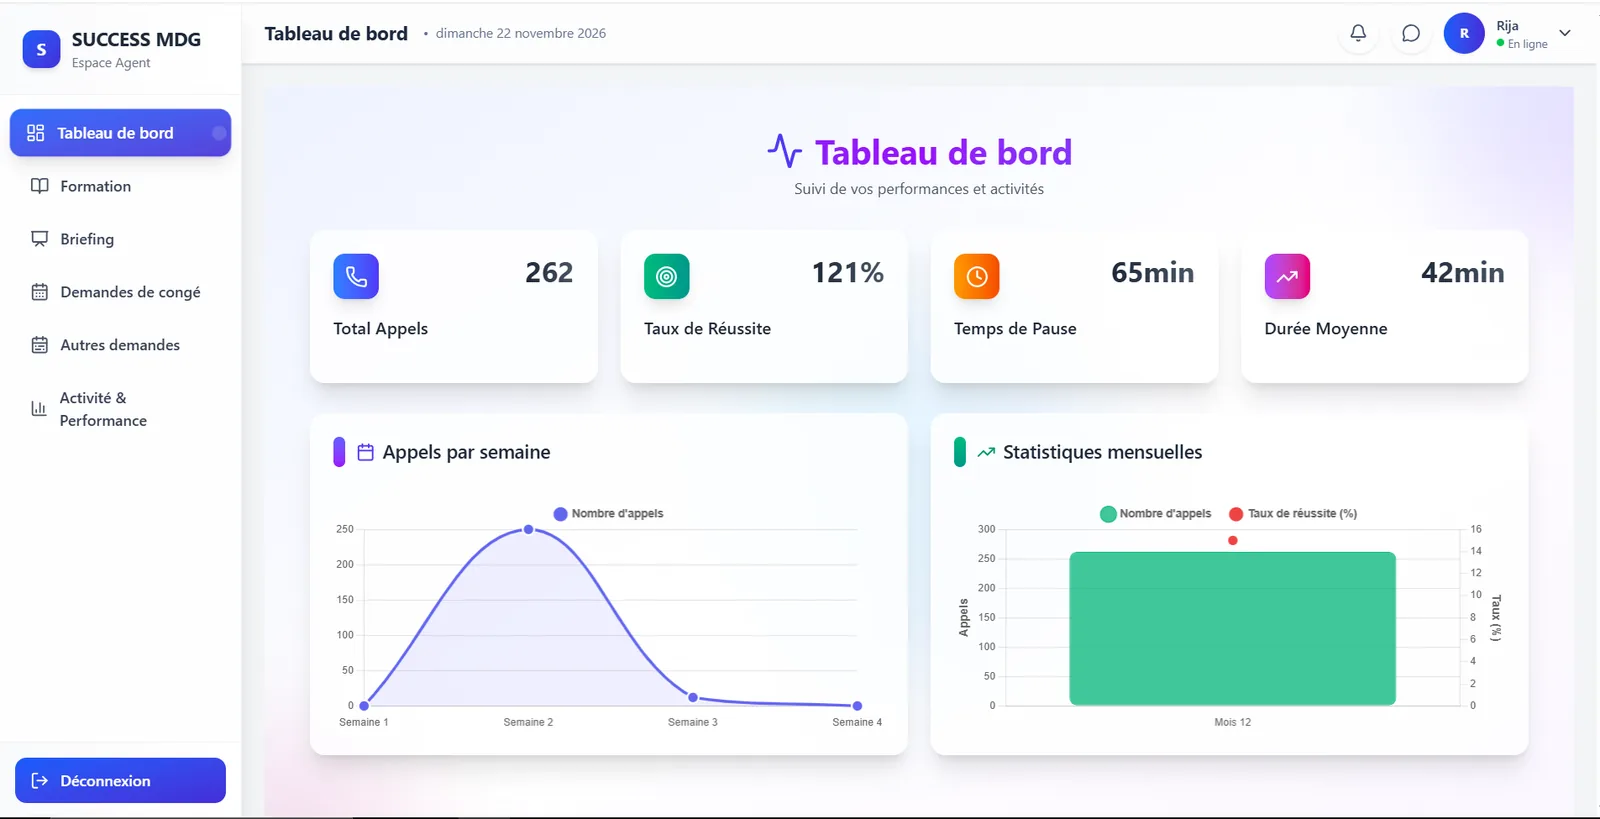 S
SUCCESS MDG
Espace Agent
Tableau de bord
Formation
Briefing
Demandes de congé
Autres demandes
Activité &
Performance
Déconnexion
Tableau de bord • dimanche 22 novembre 2026
R
Rija
En ligne
Tableau de bord
Suivi de vos performances et activités
262
Total Appels
121%
Taux de Réussite
65min
Temps de Pause
42min
Durée Moyenne
Appels par semaine
Nombre d'appels
250
200
150
100
50
0
Semaine 1 Semaine 2 Semaine 3 Semaine 4
Statistiques mensuelles
Nombre d'appels Taux de réussite (%)
Appels
300
250
200
150
100
50
0
Mois 12
16
14
12
10
8
6
4
2
0
Taux (%)